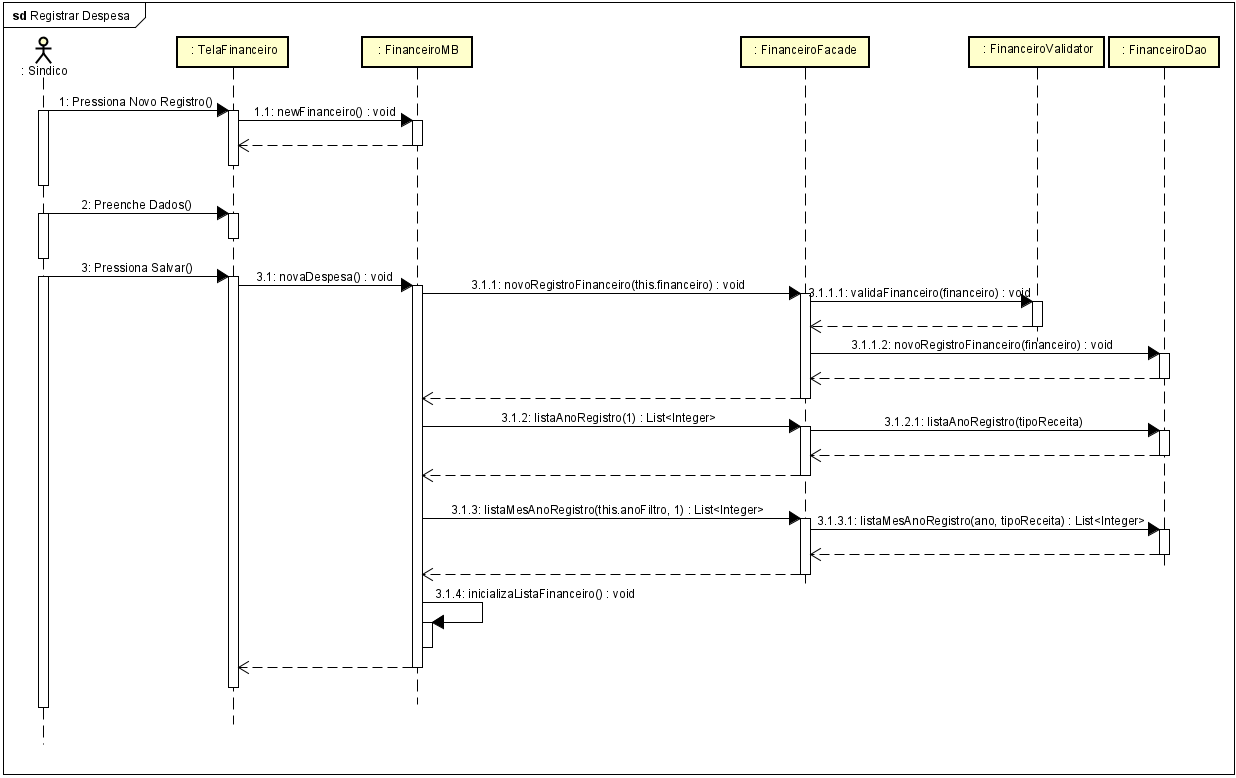 sd Registrar Despesa
: Sindico
: TelaFinanceiro
: FinanceiroMB
: FinanceiroFacade
: FinanceiroValidator
: FinanceiroDao
1: Pressiona Novo Registro()
1.1: newFinanceiro() : void
2: Preenche Dados()
3: Pressiona Salvar()
3.1: novaDespesa() : void
3.1.1: novoRegistroFinanceiro(this.financeiro) : void
3.1.1.1: validaFinanceiro(financeiro) : void
3.1.1.2: novoRegistroFinanceiro(financeiro) : void
3.1.2: listaAnoRegistro(1) : List<Integer>
3.1.2.1: listaAnoRegistro(tipoReceita)
3.1.3: listaMesAnoRegistro(this.anoFiltro, 1) : List<Integer>
3.1.3.1: listaMesAnoRegistro(ano, tipoReceita) : List<Integer>
3.1.4: inicializaListaFinanceiro() : void